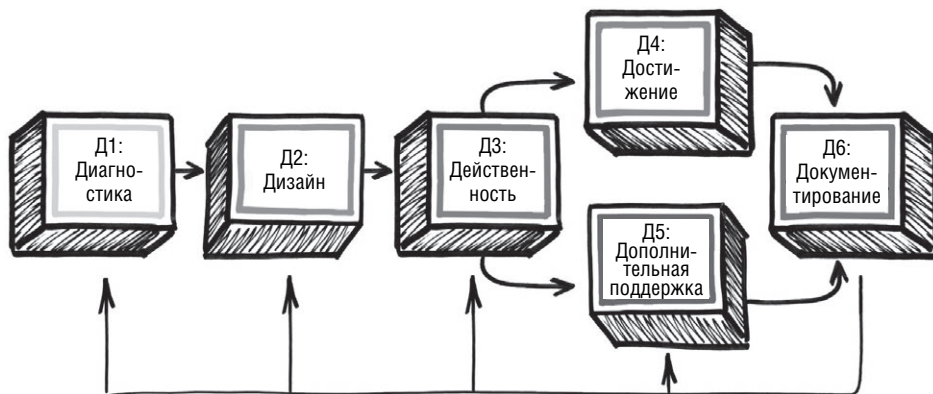 Д1:
Диагно-
стика
Д2:
Дизайн
Д3:
Действен-
ность
Д4:
Дости-
жение
Д5:
Дополни-
тельная
поддержка
Д6:
Докумен-
тирование